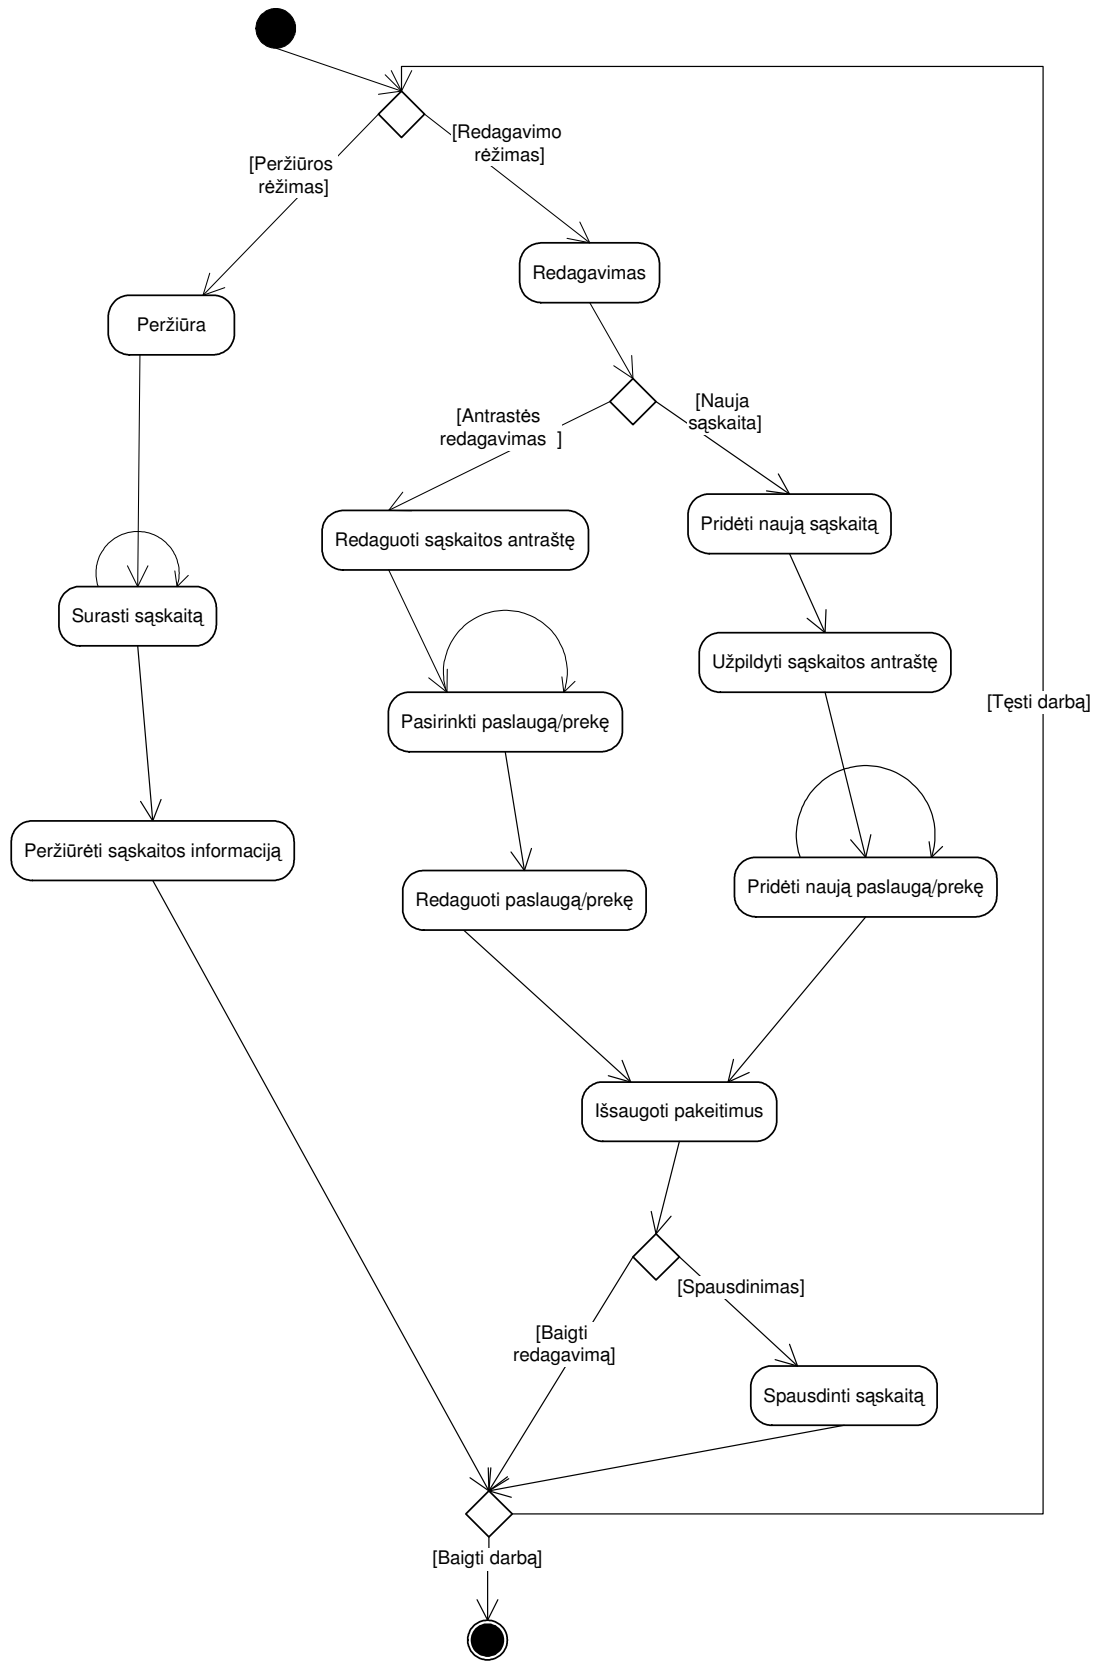 [Redagavimo
rėžimas]
[Peržiūros
rėžimas]
Redagavimas
Peržiūra
[Nauja
sąskaita]
[Antrastės
redagavimas ]
Pridėti naują sąskaitą
Redaguoti sąskaitos antraštę
Surasti sąskaitą
Užpildyti sąskaitos antraštę
[Tęsti darbą]
Pasirinkti paslaugą/prekę
Peržiūrėti sąskaitos informaciją
Pridėti naują paslaugą/prekę
Redaguoti paslaugą/prekę
Išsaugoti pakeitimus
[Spausdinimas]
[Baigti
redagavimą]
Spausdinti sąskaitą
[Baigti darbą]